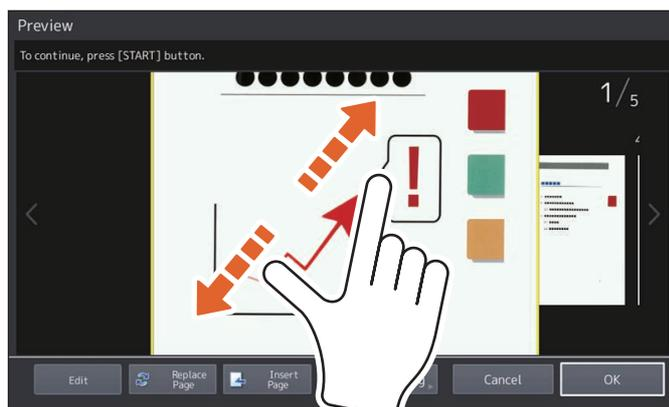 Preview
To continue, press [START] button.
1/5
!
Edit
Replace
Page
Insert
Page
Cancel
OK